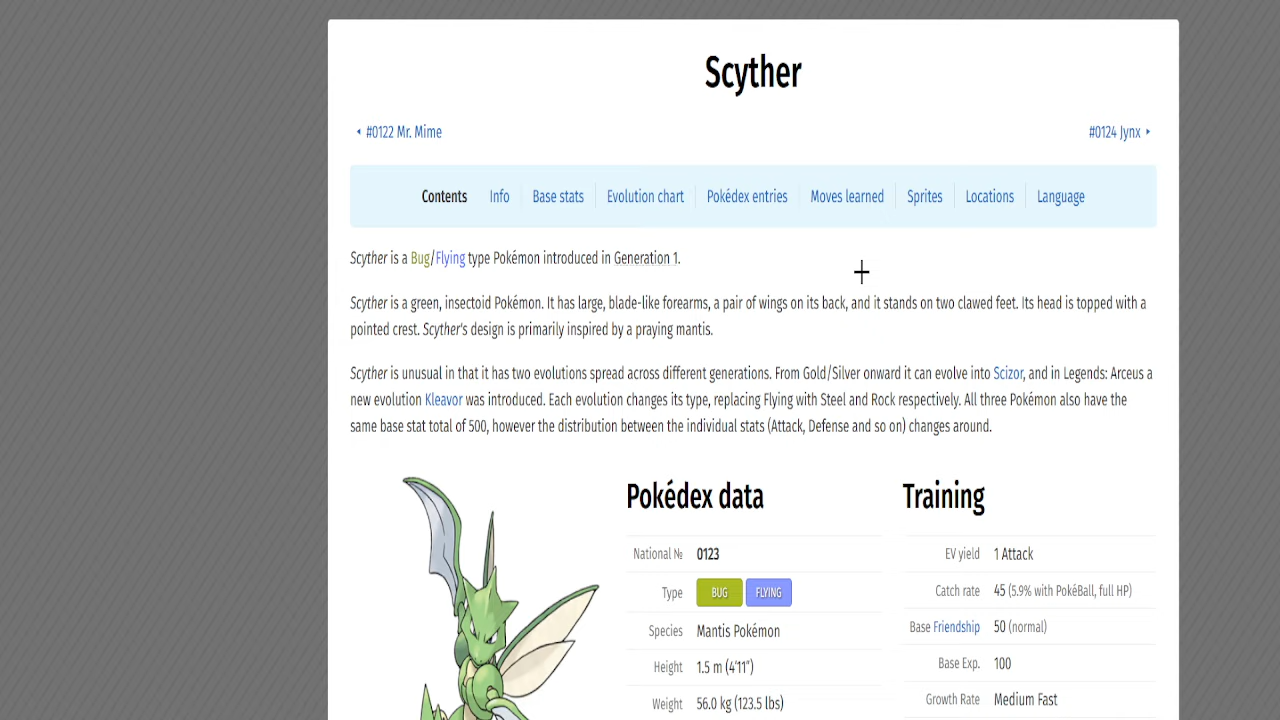 Scyther
#0122 Mr. Mime
#0124 Jynx
Contents Info Base stats Evolution chart Pokédex entries Moves learned Sprites Locations Language
Scyther is a Bug/Flying type Pokémon introduced in Generation 1.
Scyther is a green, insectoid Pokémon. It has large, blade-like forearms, a pair of wings on its back, and it stands on two clawed feet. Its head is topped with a
pointed crest. Scyther's design is primarily inspired by a praying mantis.
Scyther is unusual in that it has two evolutions spread across different generations. From Gold/Silver onward it can evolve into Scizor, and in Legends: Arceus a
new evolution Kleavor was introduced. Each evolution changes its type, replacing Flying with Steel and Rock respectively. All three Pokémon also have the
same base stat total of 500, however the distribution between the individual stats (Attack, Defense and so on) changes around.
Pokédex data
National № 0123
Type BUG FLYING
Species Mantis Pokémon
Height 1.5 m (4′11″)
Weight 56.0 kg (123.5 lbs)
Training
EV yield 1 Attack
Catch rate 45 (5.9% with PokéBall, full HP)
Base Friendship 50 (normal)
Base Exp. 100
Growth Rate Medium Fast